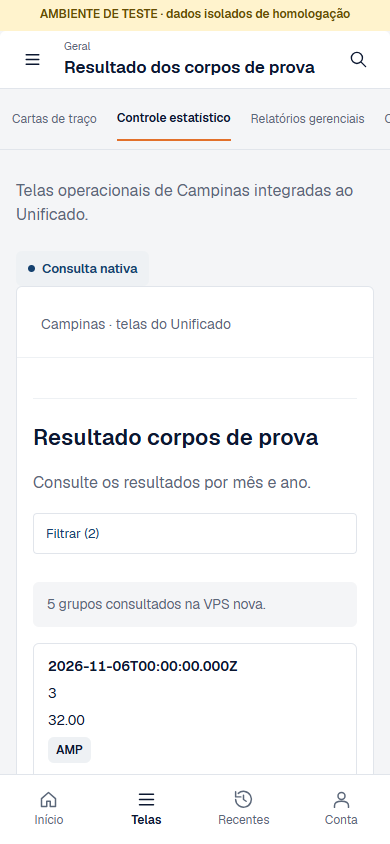 AMBIENTE DE TESTE · dados isolados de homologação
Geral
Resultado dos corpos de prova
Cartas de traço
Controle estatístico
Relatórios gerenciais
Telas operacionais de Campinas integradas ao
Unificado.
Consulta nativa
Campinas · telas do Unificado
Resultado corpos de prova
Consulte os resultados por mês e ano.
Filtrar (2)
5 grupos consultados na VPS nova.
2026-11-06T00:00:00.000Z
3
32.00
AMP
Início
Telas
Recentes
Conta